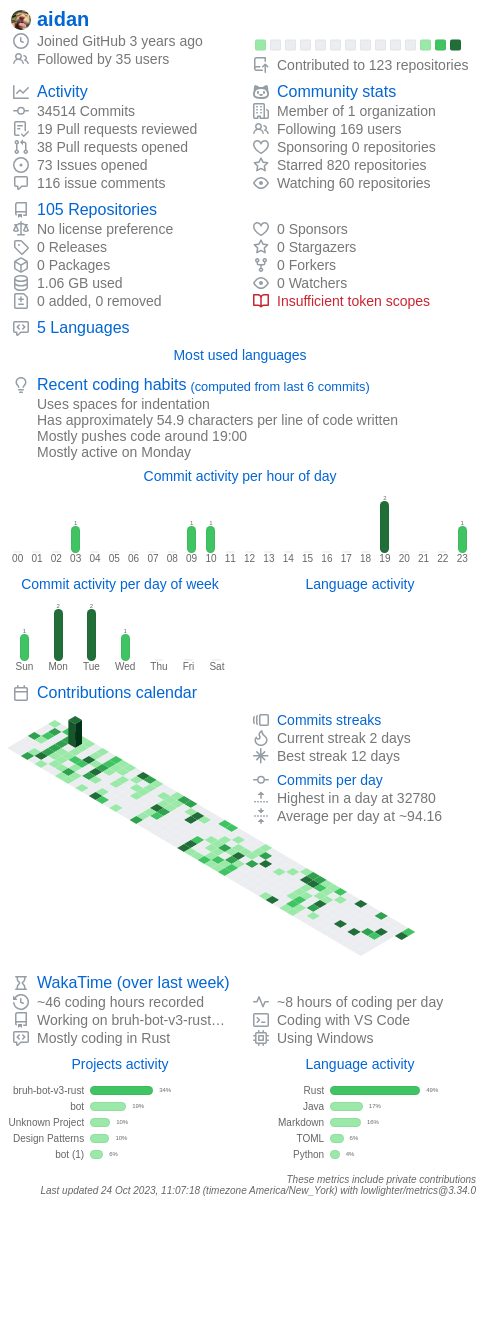 aidan
Joined GitHub 3 years ago
Followed by 35 users
Contributed to 123 repositories
Activity
34514 Commits
19 Pull requests reviewed
38 Pull requests opened
73 Issues opened
116 issue comments
Community stats
Member of 1 organization
Following 169 users
Sponsoring 0 repositories
Starred 820 repositories
Watching 60 repositories
105 Repositories
No license preference
0 Releases
0 Packages
1.06 GB used
0 added, 0 removed
0 Sponsors
0 Stargazers
0 Forkers
0 Watchers
Insufficient token scopes
5 Languages
Most used languages
Recent coding habits (computed from last 6 commits)
Uses spaces for indentation
Has approximately 54.9 characters per line of code written
Mostly pushes code around 19:00
Mostly active on Monday
Commit activity per hour of day
1 1 1 2 1
00 01 02 03 04 05 06 07 08 09 10 11 12 13 14 15 16 17 18 19 20 21 22 23
Commit activity per day of week
1 2 2 1
Sun Mon Tue Wed Thu Fri Sat
Language activity
Contributions calendar
Commits streaks
Current streak 2 days
Best streak 12 days
Commits per day
Highest in a day at 32780
Average per day at ~94.16
WakaTime (over last week)
~46 coding hours recorded
Working on bruh-bot-v3-rust…
Mostly coding in Rust
~8 hours of coding per day
Coding with VS Code
Using Windows
Projects activity
bruh-bot-v3-rust 34%
bot 19%
Unknown Project 10%
Design Patterns 10%
bot (1) 6%
Language activity
Rust 49%
Java 17%
Markdown 16%
TOML 6%
Python 4%
These metrics include private contributions
Last updated 24 Oct 2023, 11:07:18 (timezone America/New_York) with lowlighter/metrics@3.34.0